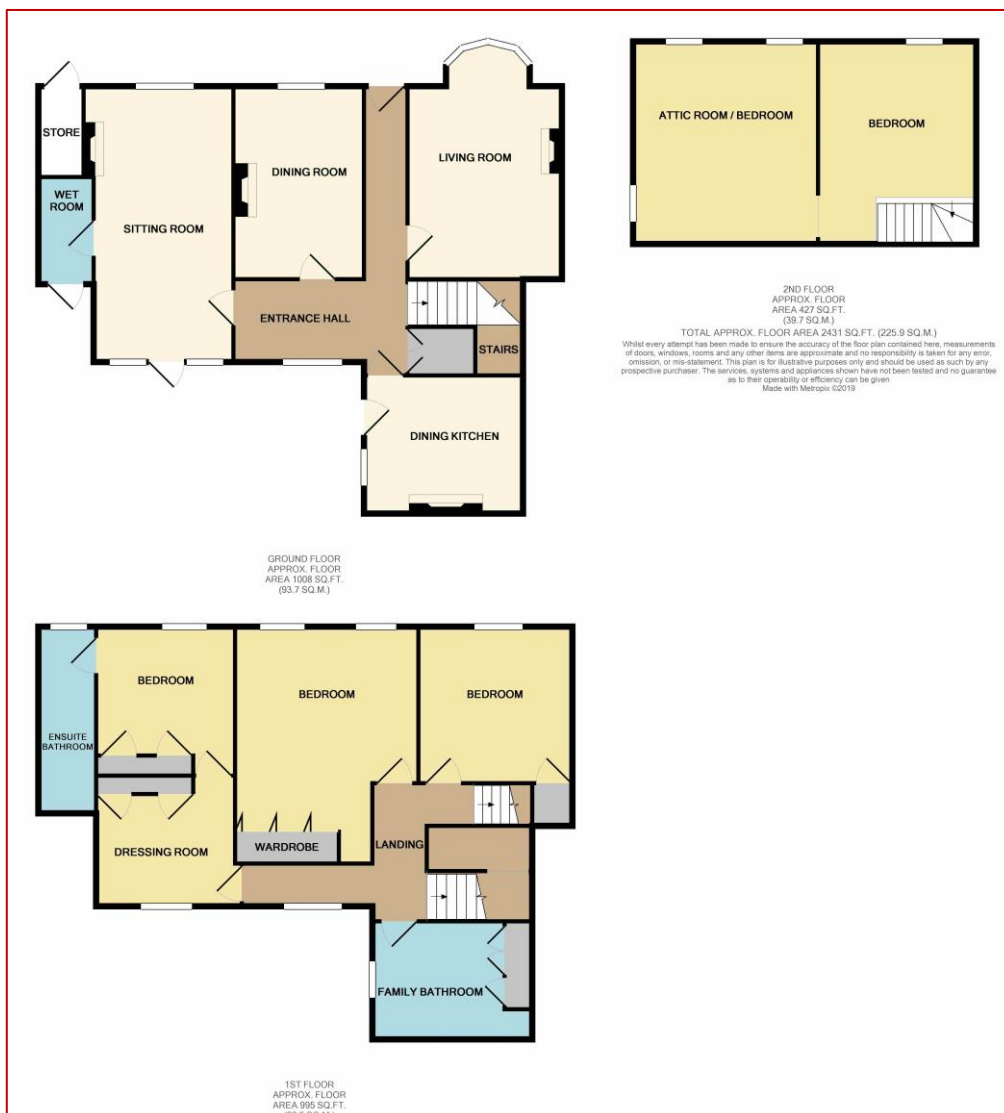 STORE
WET
ROOM
SITTING ROOM
DINING ROOM
LIVING ROOM
ENTRANCE HALL
STAIRS
DINING KITCHEN
GROUND FLOOR
APPROX. FLOOR
AREA 1008 SQ.FT.
(93.7 SQ.M.)
ATTIC ROOM / BEDROOM
BEDROOM
2ND FLOOR
APPROX. FLOOR
AREA 427 SQ.FT.
(39.7 SQ.M.)
TOTAL APPROX. FLOOR AREA 2431 SQ.FT. (225.9 SQ.M.)
Whilst every attempt has been made to ensure the accuracy of the floor plan contained here, measurements
of doors, windows, rooms and any other items are approximate and no responsibility is taken for any error,
omission, or mis-statement. This plan is for illustrative purposes only and should be used as such by any
prospective purchaser. The services, systems and appliances shown have not been tested and no guarantee
as to their operability or efficiency can be given
Made with Metropix ©2019
BEDROOM
BEDROOM
BEDROOM
ENSUITE
BATHROOM
DRESSING ROOM
WARDROBE
LANDING
FAMILY BATHROOM
1ST FLOOR
APPROX. FLOOR
AREA 995 SQ.FT.